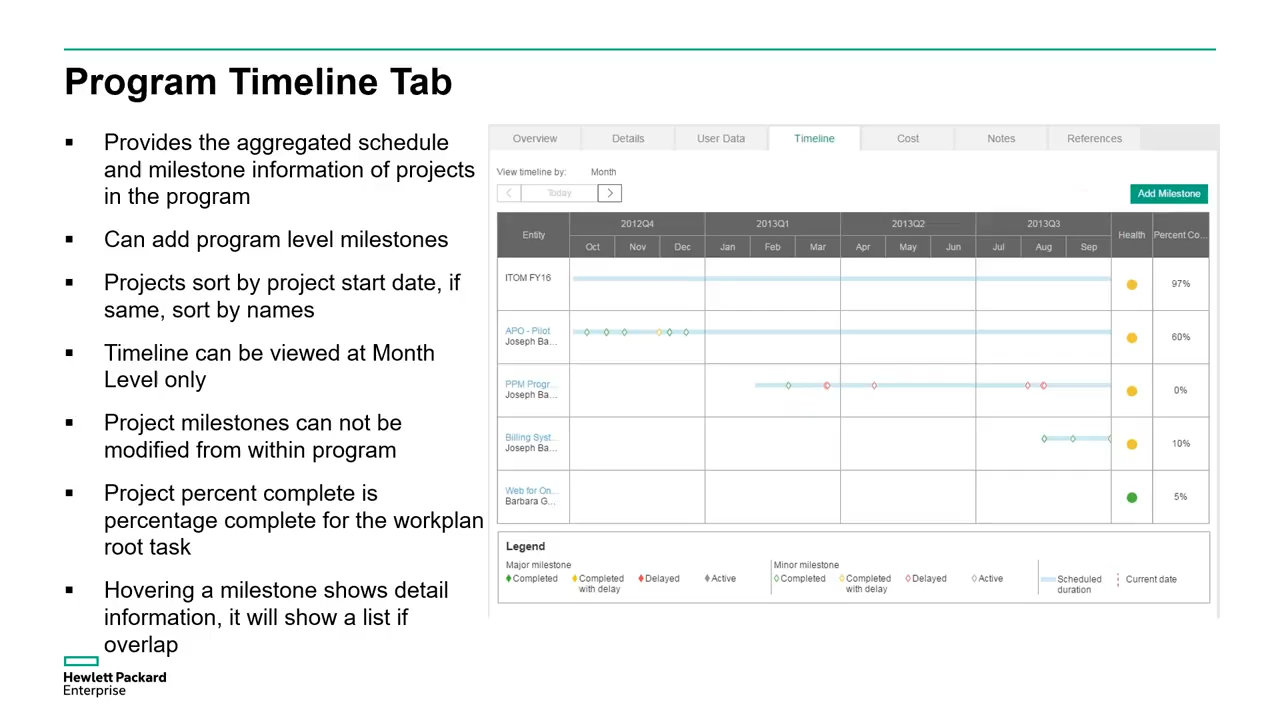 Program Timeline Tab
▪ Provides the aggregated schedule
and milestone information of projects
in the program
▪ Can add program level milestones
▪ Projects sort by project start date, if
same, sort by names
▪ Timeline can be viewed at Month
Level only
▪ Project milestones can not be
modified from within program
▪ Project percent complete is
percentage complete for the workplan
root task
▪ Hovering a milestone shows detail
information, it will show a list if
overlap
Overview Details User Data Timeline Cost Notes References
View timeline by: Month
< Today >
Add Milestone
Entity 2012Q4 2013Q1 2013Q2 2013Q3 Health Percent Co...
Oct Nov Dec Jan Feb Mar Apr May Jun Jul Aug Sep
ITOM FY16 97%
APO - Pilot
Joseph Ba... 60%
PPM Progr...
Joseph Ba... 0%
Billing Syst...
Joseph Ba... 10%
Web for On...
Barbara G... 5%
Legend
Major milestone
Completed Completed with delay Delayed Active
Minor milestone
Completed Completed with delay Delayed Active
Scheduled duration Current date
Hewlett Packard
Enterprise